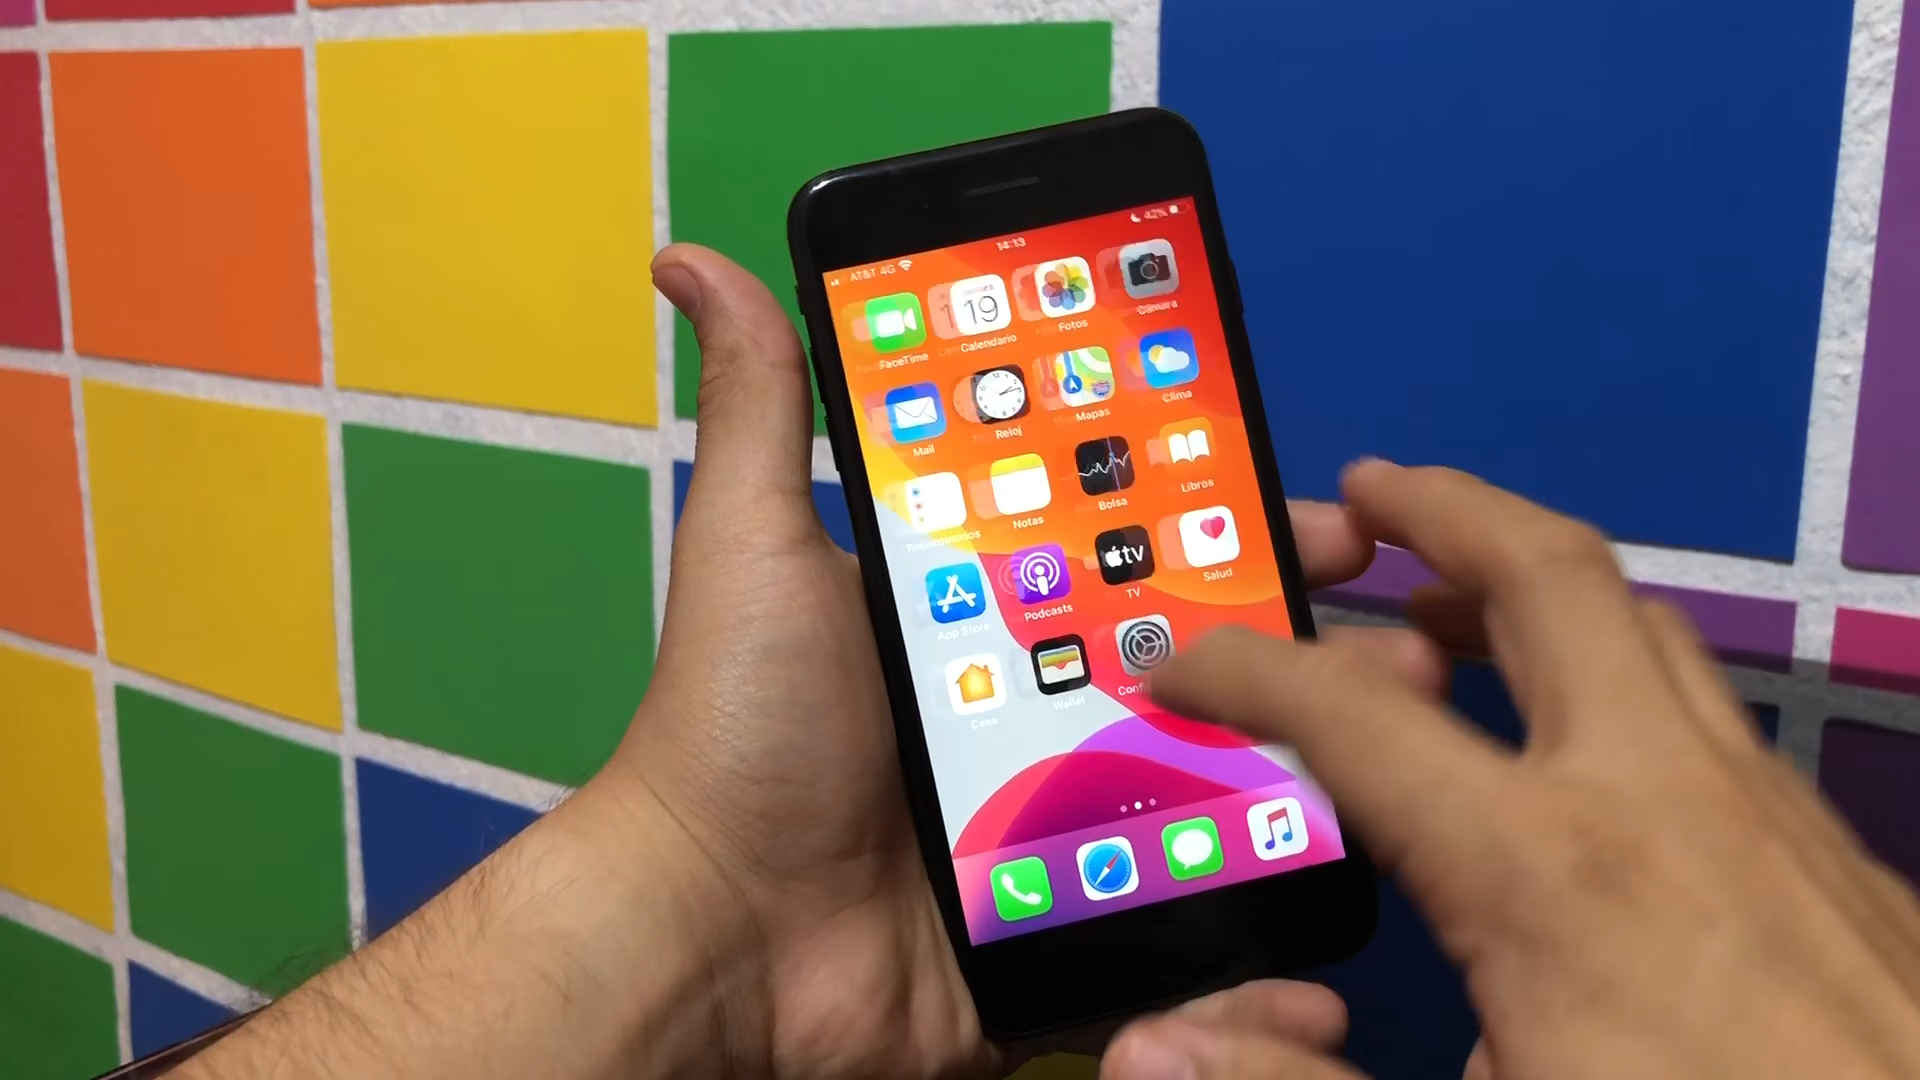 AT&T 4G
14:13
42%
19
FaceTime
Calendario
Fotos
Cámara
Mail
Reloj
Mapas
Clima
Recordatorios
Notas
Bolsa
Libros
App Store
Podcasts
tv
TV
Salud
Casa
Wallet